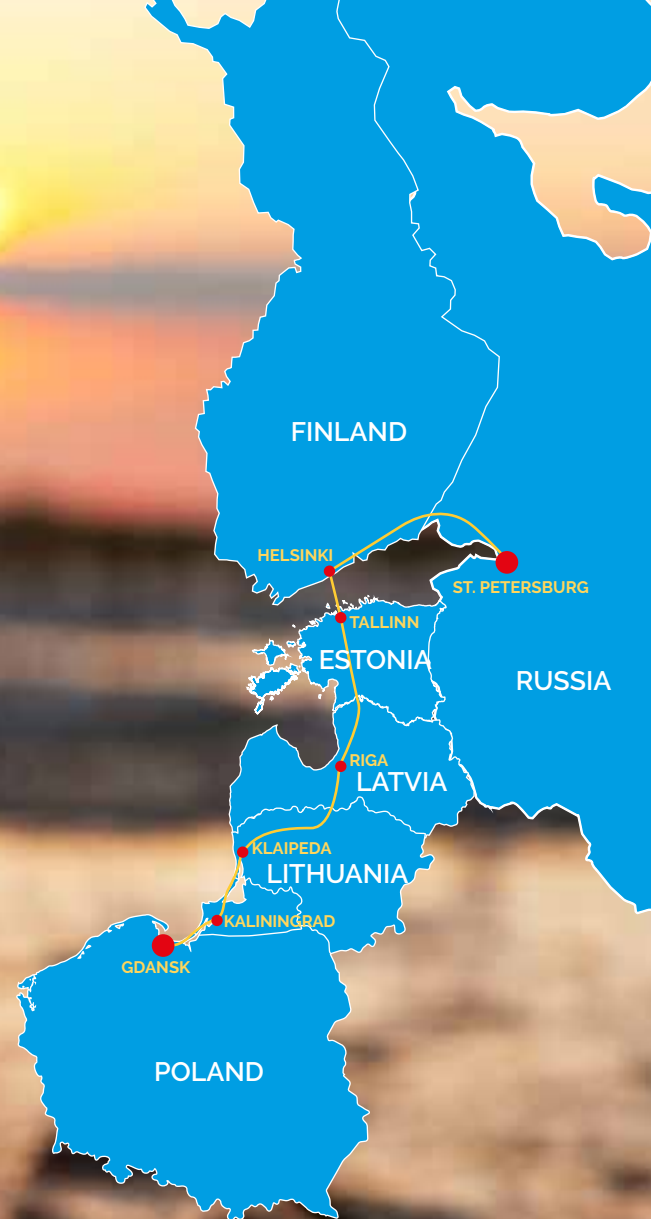 FINLAND
HELSINKI
ST. PETERSBURG
TALLINN
ESTONIA
RUSSIA
RIGA
LATVIA
KLAIPEDA
LITHUANIA
KALININGRAD
GDANSK
POLAND